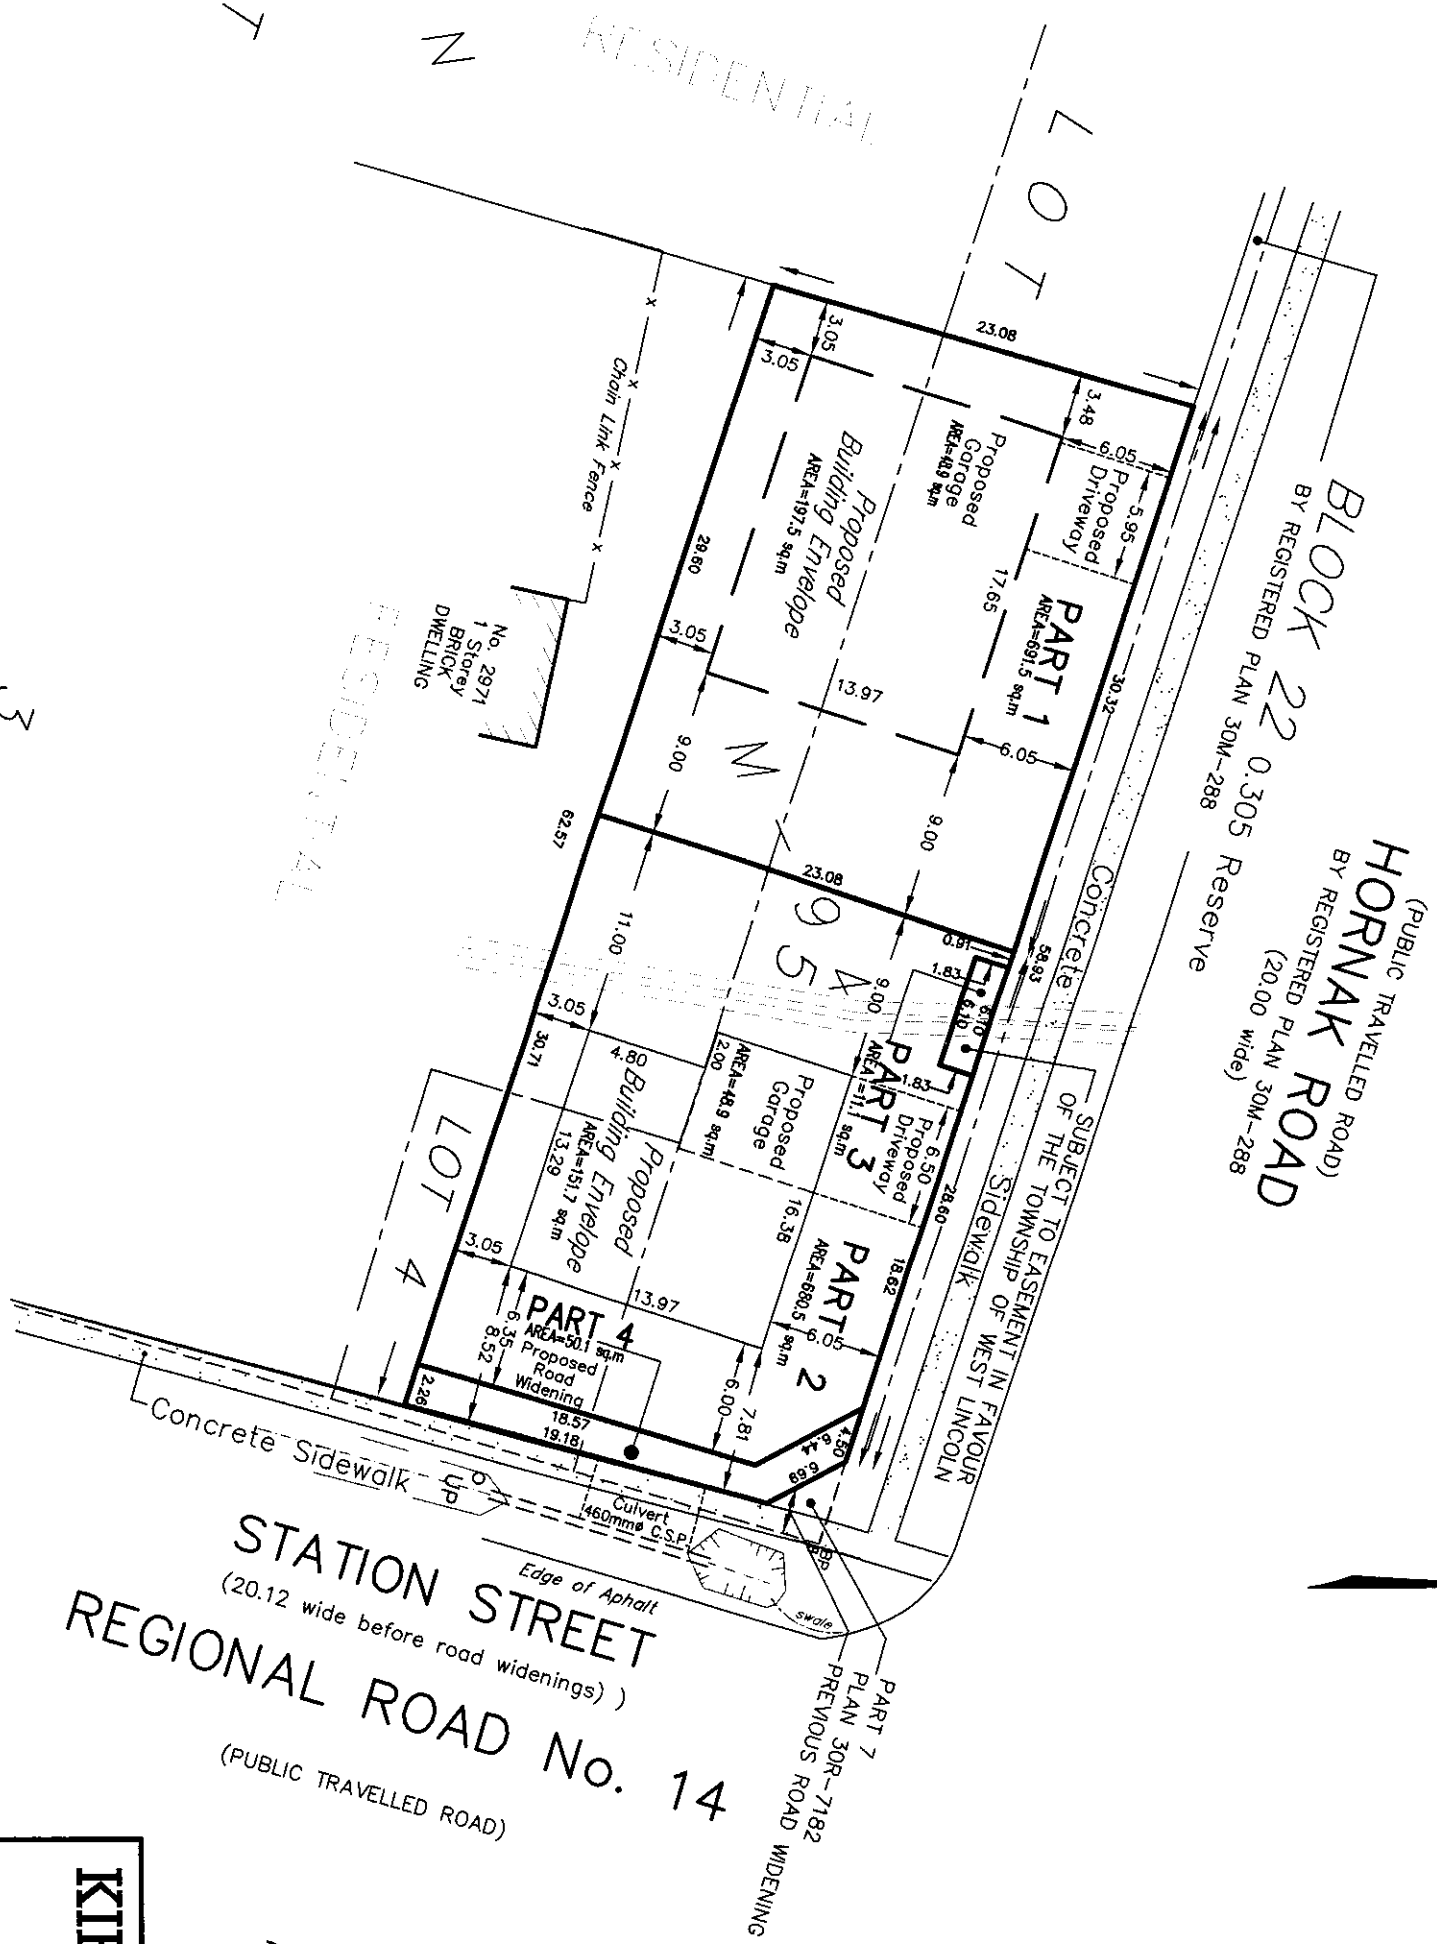 RESIDENTIAL
T
N
LOT
BLOCK 22 0.305 Reserve
BY REGISTERED PLAN 30M-288
(PUBLIC TRAVELLED ROAD)
HORNAK ROAD
BY REGISTERED PLAN 30M-288
(20.00 wide)
23.08
3.05
3.05
3.48
6.05
Proposed
Driveway
5.95
Proposed
Garage
AREA=48.9 sq.m
Proposed
Building Envelope
AREA=197.5 sq.m
17.65
PART 1
AREA=691.5 sq.m
30.32
29.60
3.05
13.97
6.05
9.00
9.00
M - 95
62.57
23.08
Chain Link Fence
No. 2971
1 Storey
BRICK
DWELLING
RESIDENTIAL
3
Concrete Sidewalk
58.93
0.91
1.83
6.10
6.10
1.83
4
9.00
11.00
3.05
30.71
4.80
2.00
PART 3
AREA=11.1 sq.m
Proposed
Garage
AREA=48.9 sq.m
Proposed
Driveway
6.50
28.60
Proposed
Building Envelope
AREA=151.7 sq.m
13.29
16.38
PART 2
AREA=680.5 sq.m
18.62
6.05
3.05
13.97
LOT 4
PART 4
AREA=50.1 sq.m
Proposed
Road
Widening
6.35
8.52
6.00
7.81
2.26
18.57
19.18
6.44
4.50
6.69
SUBJECT TO EASEMENT IN FAVOUR
OF THE TOWNSHIP OF WEST LINCOLN
Concrete Sidewalk
UP
Culvert
460mmø C.S.P.
BP
Edge of Aphalt
swale
STATION STREET
(20.12 wide before road widenings) )
REGIONAL ROAD No. 14
(PUBLIC TRAVELLED ROAD)
PART 7
PLAN 30R-7182
PREVIOUS ROAD WIDENING